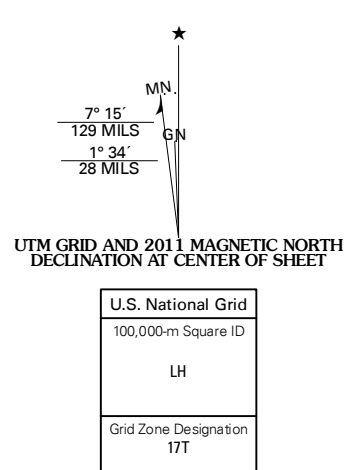 ★
MN
7° 15´
129 MILS
GN
1° 34´
28 MILS
UTM GRID AND 2011 MAGNETIC NORTH
DECLINATION AT CENTER OF SHEET
U.S. National Grid
100,000-m Square ID
LH
Grid Zone Designation
17T